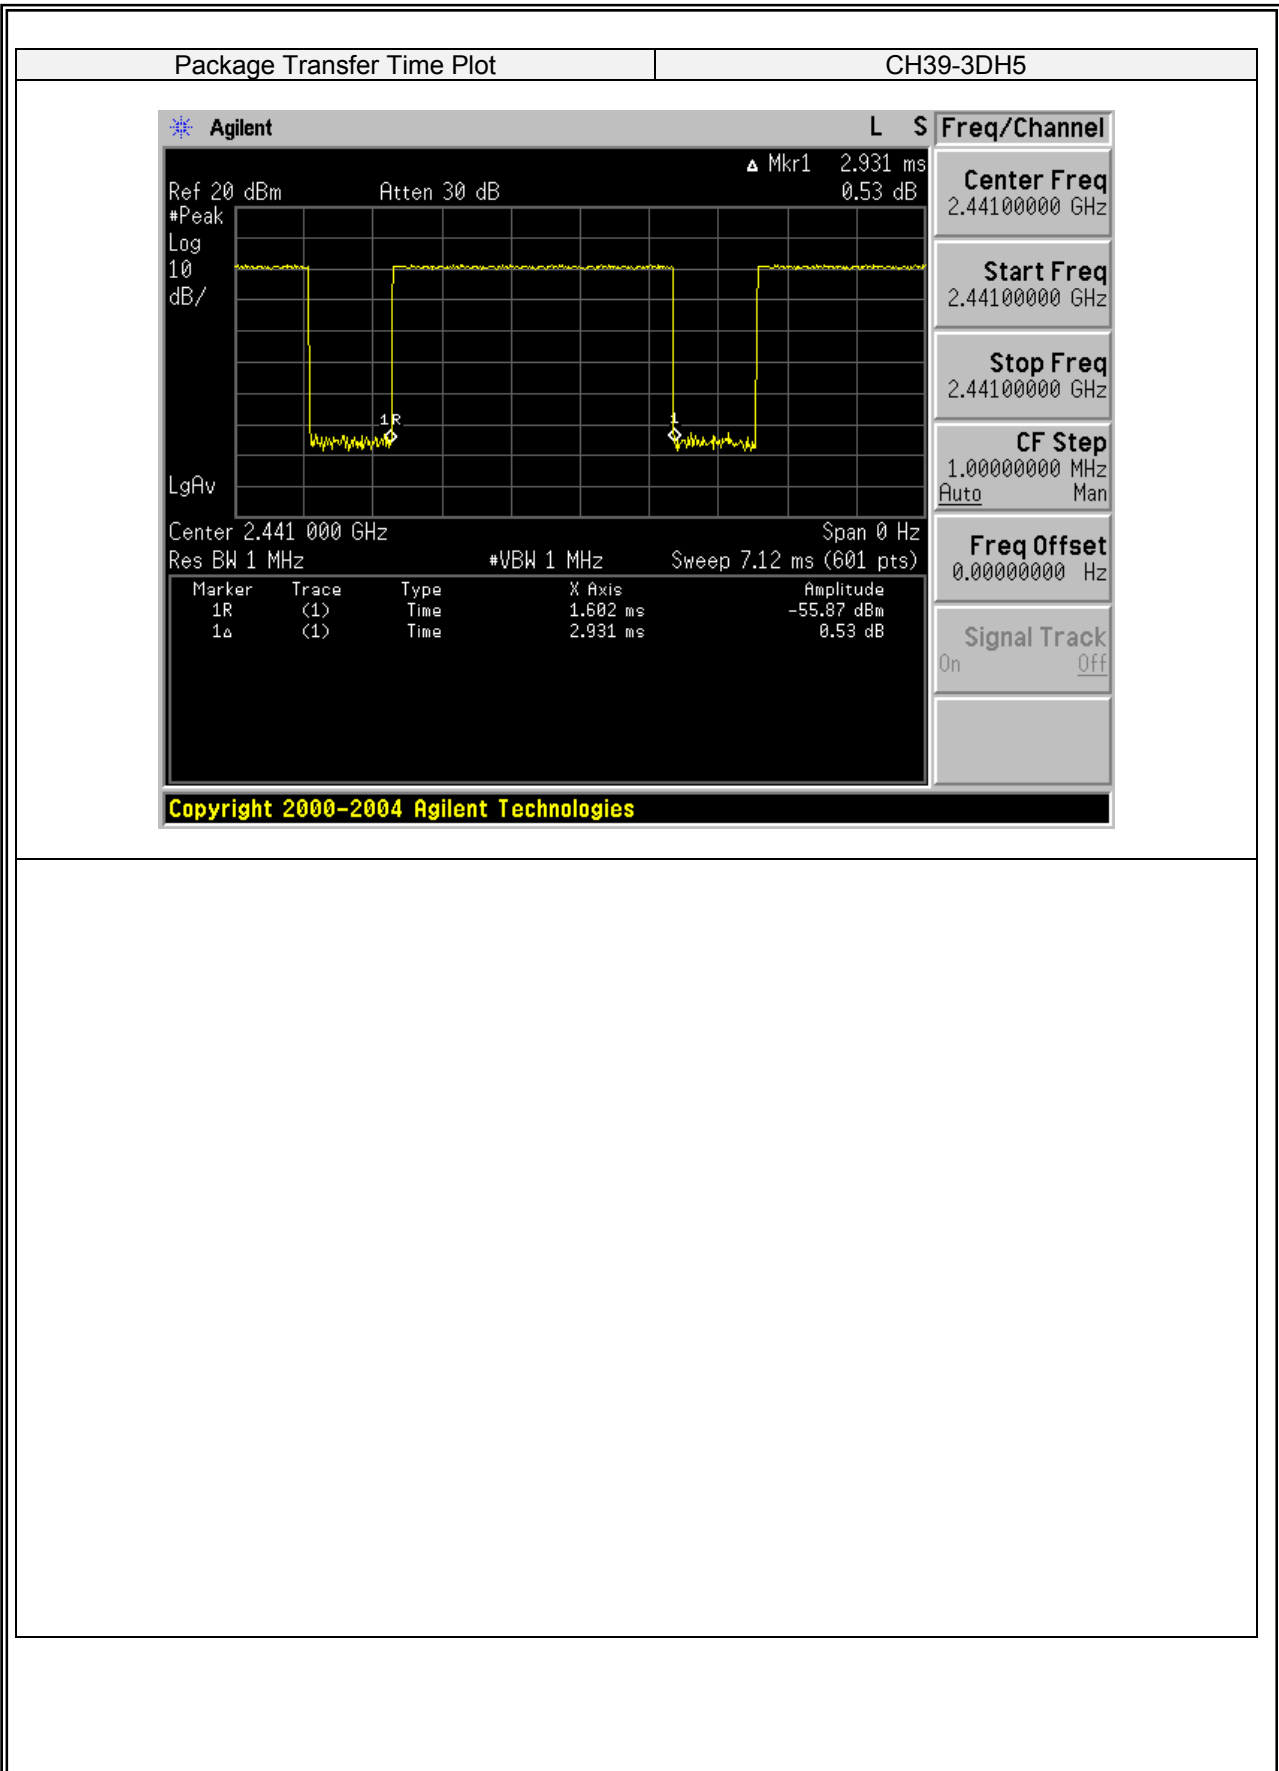 Package Transfer Time Plot CH39-3DH5
Agilent L S Freq/Channel
Δ Mkr1 2.931 ms
Ref 20 dBm Atten 30 dB 0.53 dB
#Peak
Log
10
dB/
1R
1
LgAv
Center 2.441 000 GHz Span 0 Hz
Res BW 1 MHz #VBW 1 MHz Sweep 7.12 ms (601 pts)
Marker Trace Type X Axis Amplitude
1R (1) Time 1.602 ms -55.87 dBm
1Δ (1) Time 2.931 ms 0.53 dB
Center Freq
2.44100000 GHz
Start Freq
2.44100000 GHz
Stop Freq
2.44100000 GHz
CF Step
1.00000000 MHz
Auto Man
Freq Offset
0.00000000 Hz
Signal Track
On Off
Copyright 2000-2004 Agilent Technologies